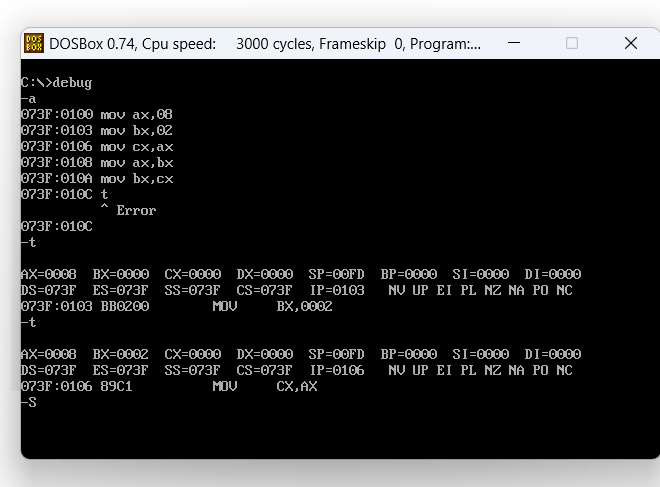 DOSBox 0.74, Cpu speed: 3000 cycles, Frameskip 0, Program:...
C:\>debug
-a
073F:0100 mov ax,08
073F:0103 mov bx,02
073F:0106 mov cx,ax
073F:0108 mov ax,bx
073F:010A mov bx,cx
073F:010C t
^ Error
073F:010C
-t
AX=0008 BX=0000 CX=0000 DX=0000 SP=00FD BP=0000 SI=0000 DI=0000
DS=073F ES=073F SS=073F CS=073F IP=0103 NV UP EI PL NZ NA PO NC
073F:0103 BB0200 MOV BX,0002
-t
AX=0008 BX=0002 CX=0000 DX=0000 SP=00FD BP=0000 SI=0000 DI=0000
DS=073F ES=073F SS=073F CS=073F IP=0106 NV UP EI PL NZ NA PO NC
073F:0106 89C1 MOV CX,AX
-S